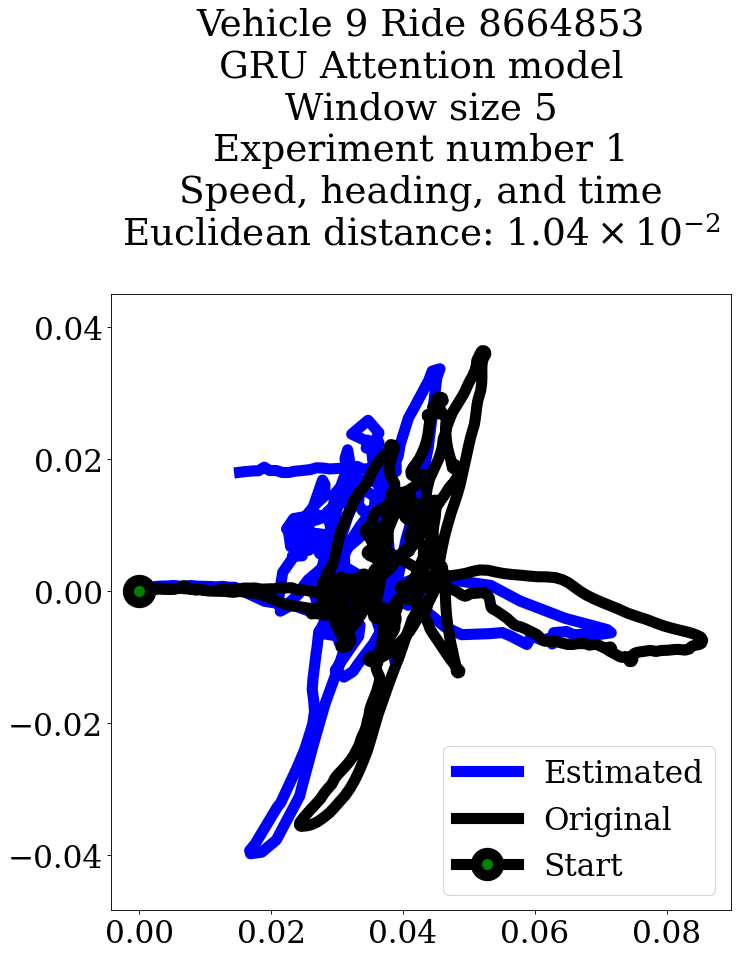 Vehicle 9 Ride 8664853
GRU Attention model
Window size 5
Experiment number 1
Speed, heading, and time
Euclidean distance: 1.04 × 10⁻²
0.04
0.02
0.00
−0.02
−0.04
Estimated
Original
Start
0.00 0.02 0.04 0.06 0.08